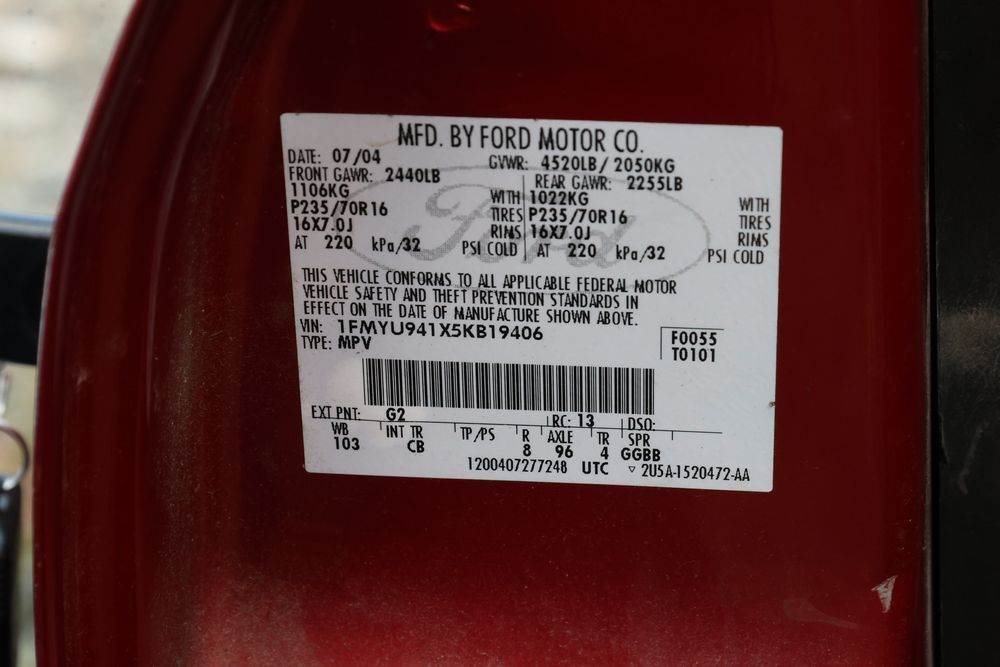 MFD. BY FORD MOTOR CO.
DATE: 07/04 GVWR: 4520LB/ 2050KG
FRONT GAWR: 2440LB REAR GAWR: 2255LB
1106KG WITH 1022KG WITH
P235/70R16 TIRES P235/70R16 TIRES
16X7.0J RIMS 16X7.0J RIMS
AT 220 kPa/32 PSI COLD AT 220 kPa/32 PSI COLD
Ford
THIS VEHICLE CONFORMS TO ALL APPLICABLE FEDERAL MOTOR
VEHICLE SAFETY AND THEFT PREVENTION STANDARDS IN
EFFECT ON THE DATE OF MANUFACTURE SHOWN ABOVE.
VIN: 1FMYU941X5KB19406 F0055
TYPE: MPV T0101
EXT PNT: G2 RC: 13 DSO:
WB INT TR TP/PS R AXLE TR SPR
103 CB 8 96 4 GGBB
1200407277248 UTC ▽ 2U5A-1520472-AA